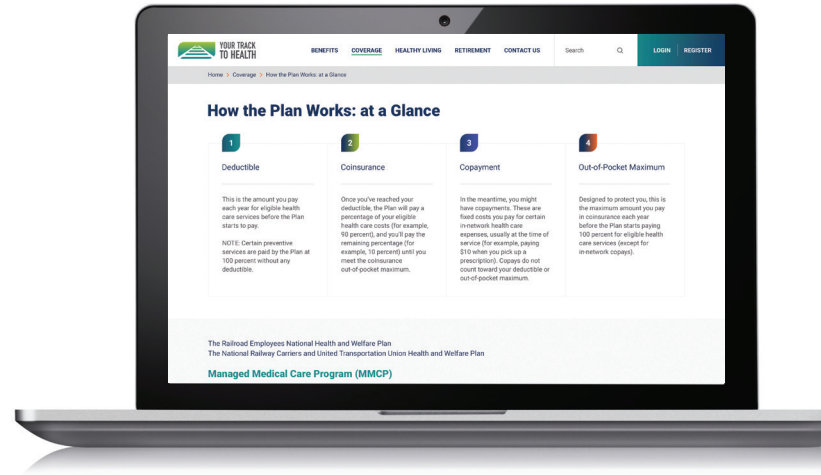 YOUR TRACK
TO HEALTH
BENEFITS COVERAGE HEALTHY LIVING RETIREMENT CONTACT US Search LOGIN REGISTER
Home > Coverage > How the Plan Works: at a Glance
How the Plan Works: at a Glance
1
Deductible
This is the amount you pay
each year for eligible health
care services before the Plan
starts to pay.
NOTE: Certain preventive
services are paid by the Plan at
100 percent without any
deductible.
2
Coinsurance
Once you've reached your
deductible, the Plan will pay a
percentage of your eligible
health care costs (for example,
90 percent), and you'll pay the
remaining percentage (for
example, 10 percent) until you
meet the coinsurance
out-of-pocket maximum.
3
Copayment
In the meantime, you might
have copayments. These are
fixed costs you pay for certain
in-network health care
expenses, usually at the time of
service (for example, paying
$10 when you pick up a
prescription). Copays do not
count toward your deductible or
out-of-pocket maximum.
4
Out-of-Pocket Maximum
Designed to protect you, this is
the maximum amount you pay
in coinsurance each year
before the Plan starts paying
100 percent for eligible health
care services (except for
in-network copays).
The Railroad Employees National Health and Welfare Plan
The National Railway Carriers and United Transportation Union Health and Welfare Plan
Managed Medical Care Program (MMCP)